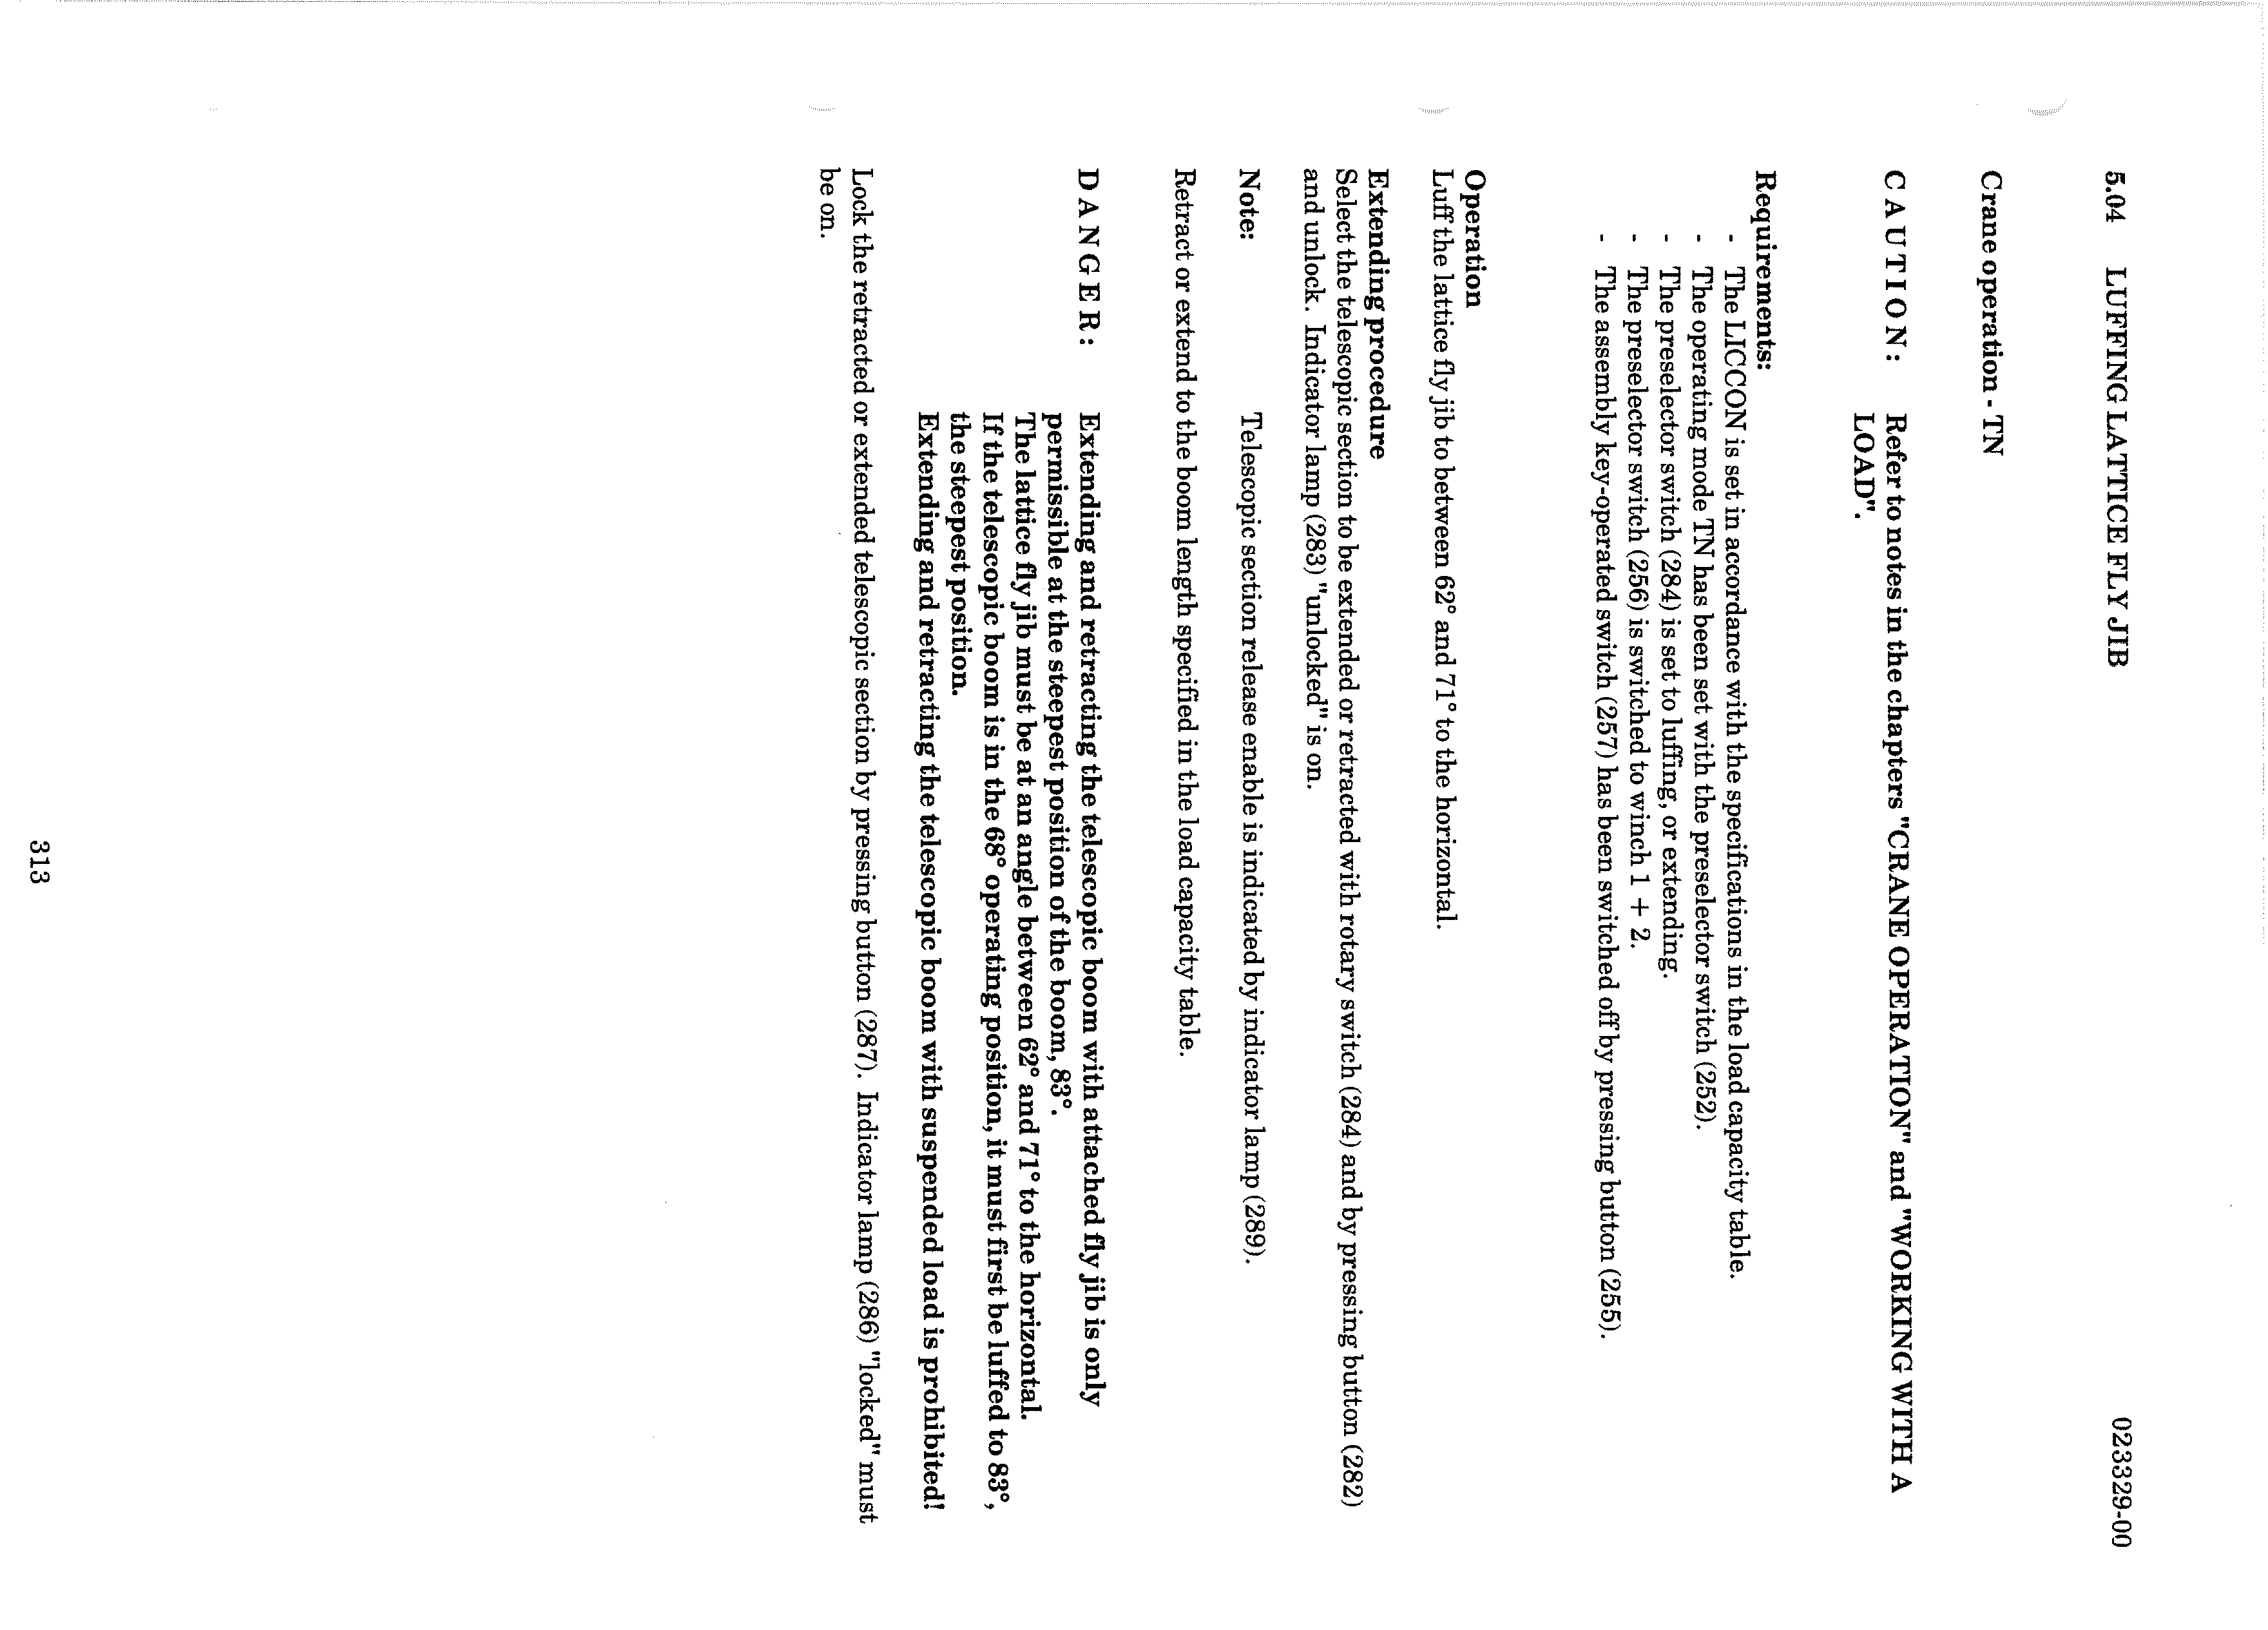 5.04 LUFFING LATTICE FLY JIB 023329-00
Crane operation - TN
C A U T I O N : Refer to notes in the chapters "CRANE OPERATION" and "WORKING WITH A
LOAD".
Requirements:
- The LICCON is set in accordance with the specifications in the load capacity table.
- The operating mode TN has been set with the preselector switch (252).
- The preselector switch (284) is set to luffing, or extending.
- The preselector switch (256) is switched to winch 1 + 2.
- The assembly key-operated switch (257) has been switched off by pressing button (255).
Operation
Luff the lattice fly jib to between 62° and 71° to the horizontal.
Extending procedure
Select the telescopic section to be extended or retracted with rotary switch (284) and by pressing button (282)
and unlock. Indicator lamp (283) "unlocked" is on.
Note: Telescopic section release enable is indicated by indicator lamp (289).
Retract or extend to the boom length specified in the load capacity table.
D A N G E R : Extending and retracting the telescopic boom with attached fly jib is only
permissible at the steepest position of the boom, 83°.
The lattice fly jib must be at an angle between 62° and 71° to the horizontal.
If the telescopic boom is in the 68° operating position, it must first be luffed to 83°,
the steepest position.
Extending and retracting the telescopic boom with suspended load is prohibited!
Lock the retracted or extended telescopic section by pressing button (287). Indicator lamp (286) "locked" must
be on.
313